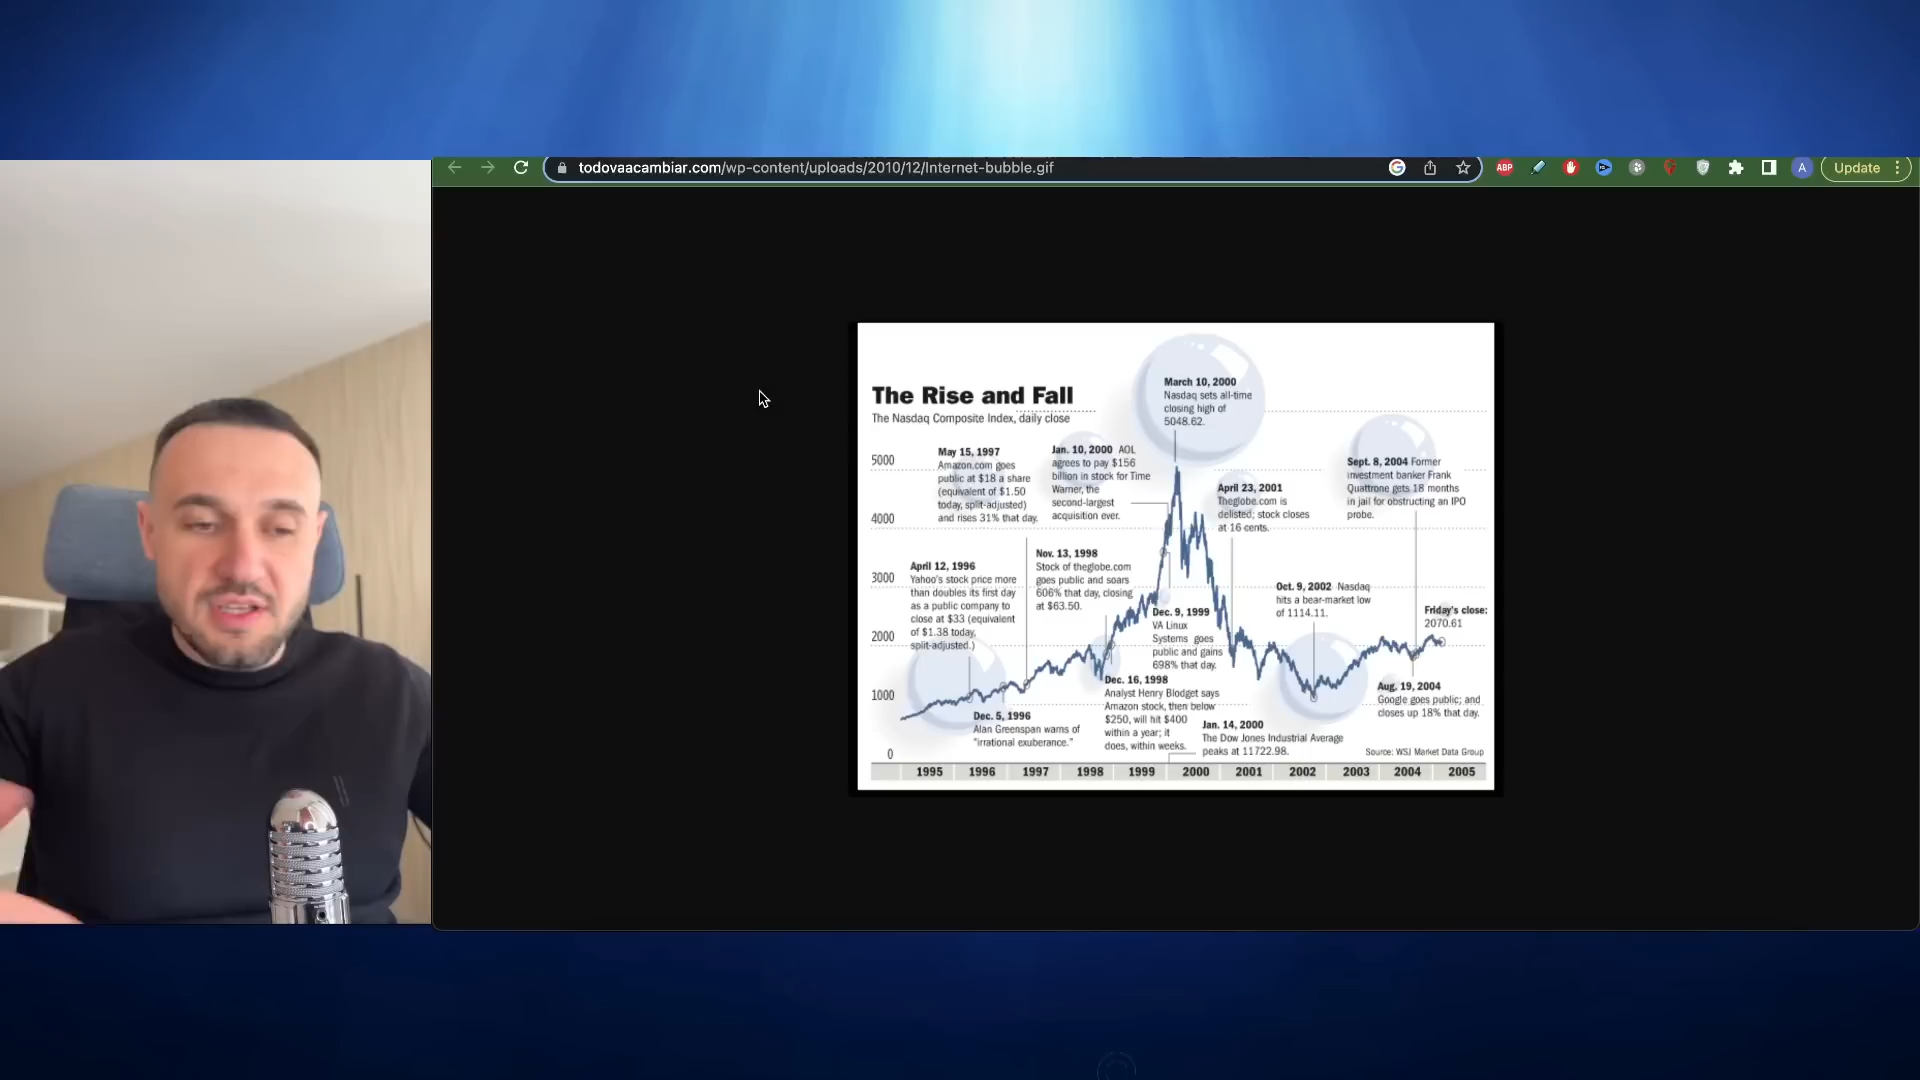 todovaacambiar.com/wp-content/uploads/2010/12/Internet-bubble.gif
ABP
A
Update
The Rise and Fall
The Nasdaq Composite Index, daily close
March 10, 2000
Nasdaq sets all-time
closing high of
5048.62.
May 15, 1997
Amazon.com goes
public at $18 a share
(equivalent of $1.50
today, split-adjusted)
and rises 31% that day.
Jan. 10, 2000 AOL
agrees to pay $156
billion in stock for Time
Warner, the
second-largest
acquisition ever.
April 23, 2001
Theglobe.com is
delisted; stock closes
at 16 cents.
Sept. 8, 2004 Former
investment banker Frank
Quattrone gets 18 months
in jail for obstructing an IPO
probe.
April 12, 1996
Yahoo's stock price more
than doubles its first day
as a public company to
close at $33 (equivalent
of $1.38 today,
split-adjusted.)
Nov. 13, 1998
Stock of theglobe.com
goes public and soars
606% that day, closing
at $63.50.
Dec. 9, 1999
VA Linux
Systems goes
public and gains
698% that day.
Oct. 9, 2002 Nasdaq
hits a bear-market low
of 1114.11.
Friday's close:
2070.61
Dec. 5, 1996
Alan Greenspan warns of
"irrational exuberance."
Dec. 16, 1998
Analyst Henry Blodget says
Amazon stock, then below
$250, will hit $400
within a year; it
does, within weeks.
Jan. 14, 2000
The Dow Jones Industrial Average
peaks at 11722.98.
Aug. 19, 2004
Google goes public; and
closes up 18% that day.
Source: WSJ Market Data Group
5000
4000
3000
2000
1000
0
1995 1996 1997 1998 1999 2000 2001 2002 2003 2004 2005